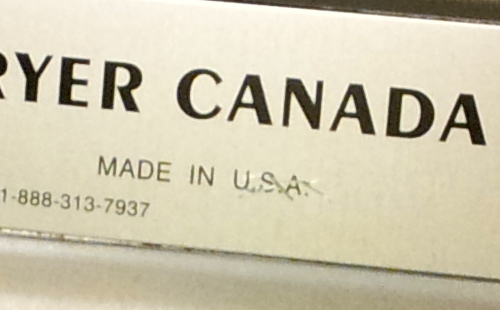 RYER CANADA
MADE IN U.S.A.
1-888-313-7937